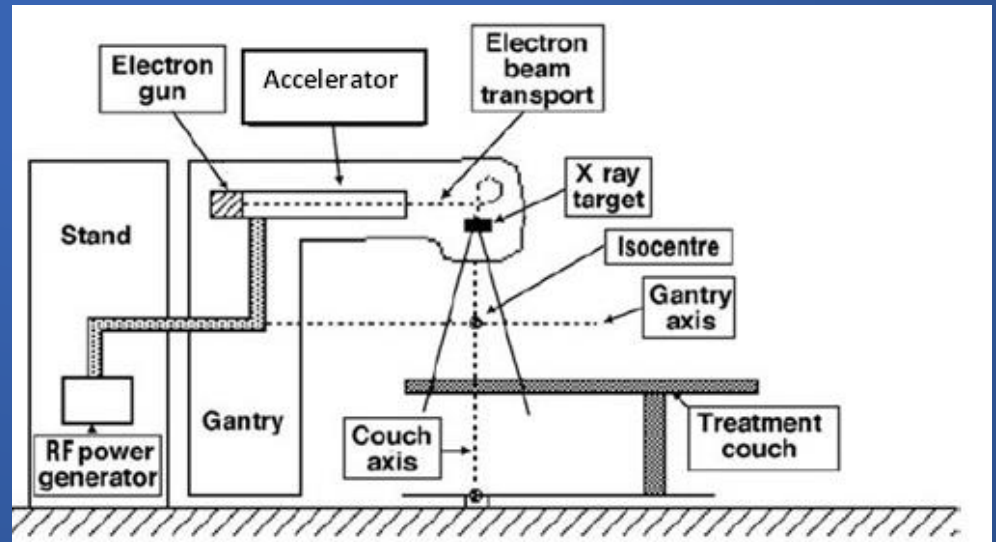 Electron
gun
Accelerator
Electron
beam
transport
X ray
target
Stand
Isocentre
Gantry
axis
Gantry
Couch
axis
Treatment
couch
RF power
generator